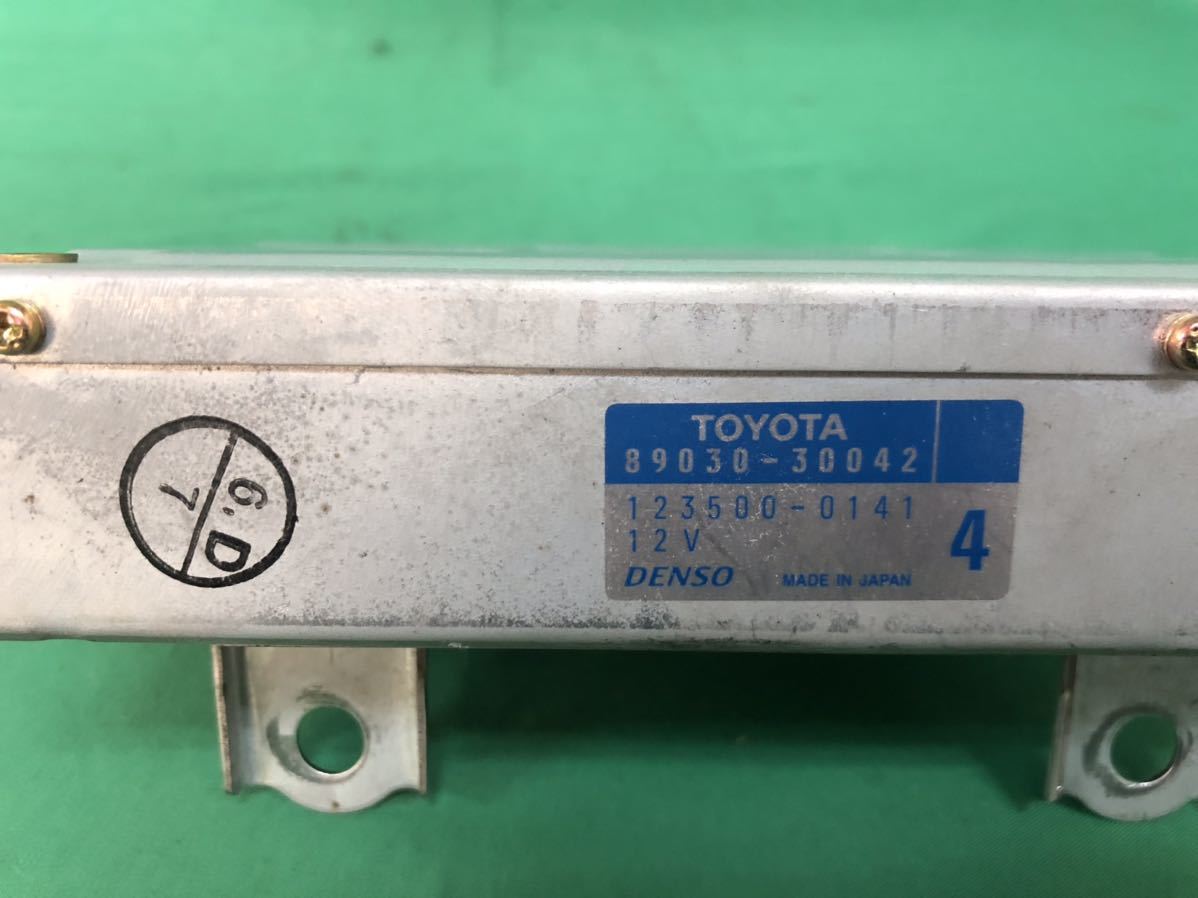 TOYOTA
89030-30042
123500-0141
12V
4
DENSO MADE IN JAPAN
6.D
7